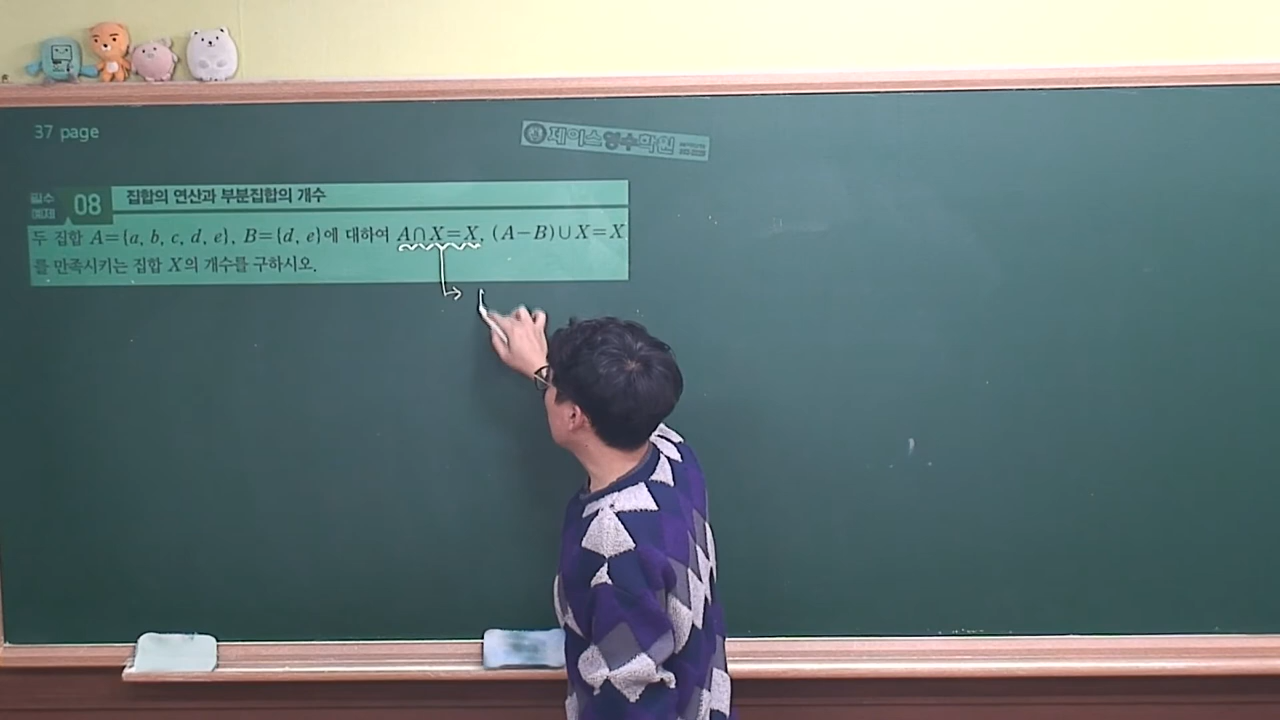 37 page
제이스영수학원
필수
예제 08 집합의 연산과 부분집합의 개수
두 집합 A={a, b, c, d, e}, B={d, e}에 대하여 A∩X=X, (A−B)∪X=X
를 만족시키는 집합 X의 개수를 구하시오.